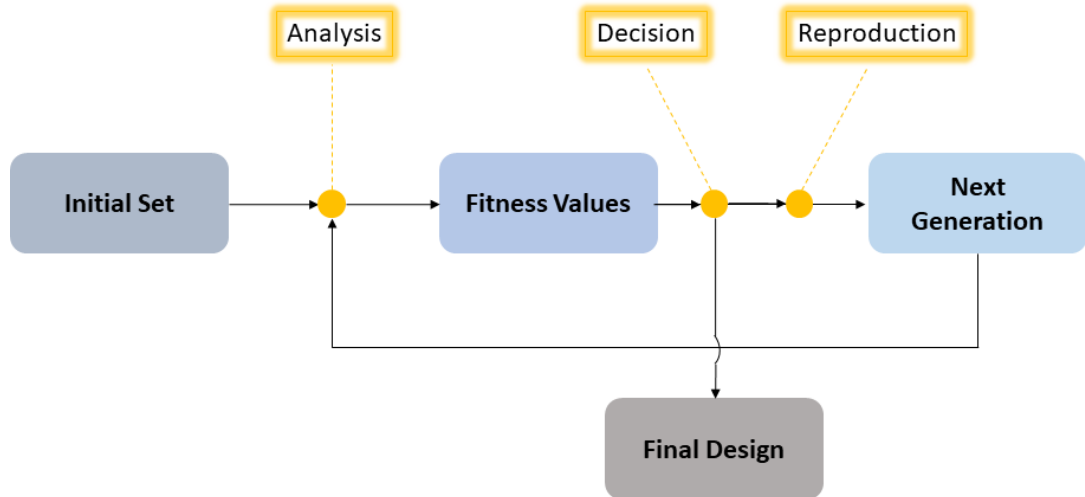 Analysis
Decision
Reproduction
Initial Set
Fitness Values
Next
Generation
Final Design